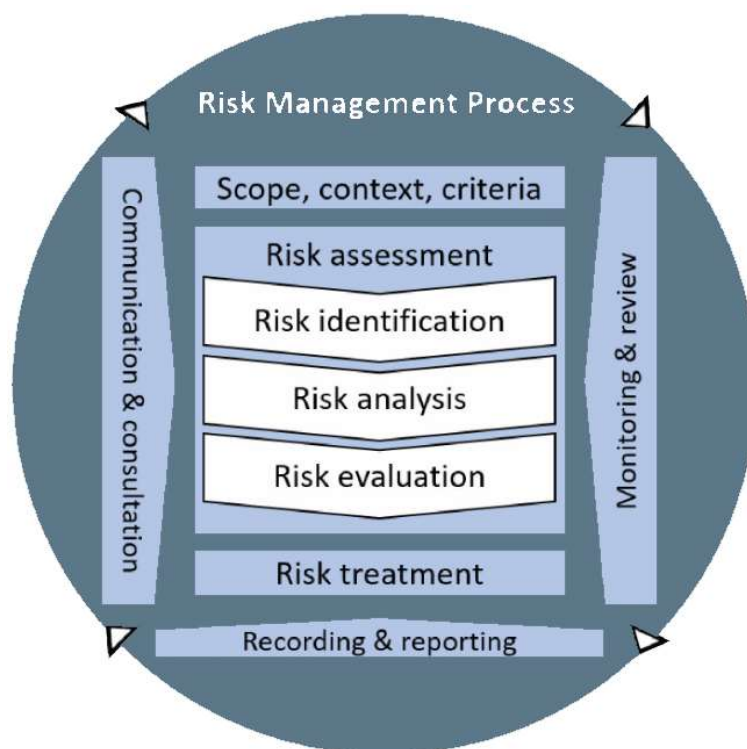 Risk Management Process
Scope, context, criteria
Risk assessment
Risk identification
Risk analysis
Risk evaluation
Risk treatment
Recording & reporting
Communication & consultation
Monitoring & review